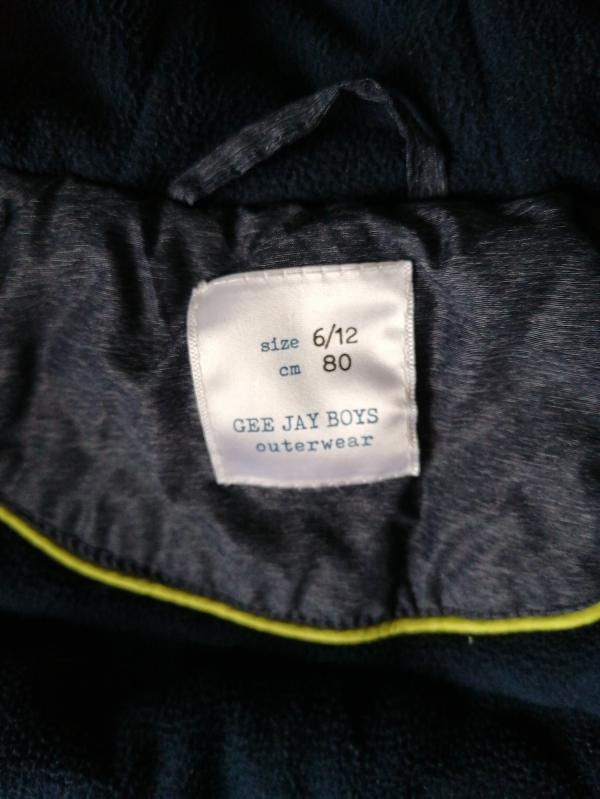 size 6/12
cm 80
GEE JAY BOYS
outerwear